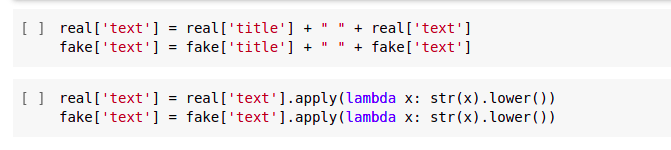 [ ] real['text'] = real['title'] + " " + real['text']
fake['text'] = fake['title'] + " " + fake['text']
[ ] real['text'] = real['text'].apply(lambda x: str(x).lower())
fake['text'] = fake['text'].apply(lambda x: str(x).lower())